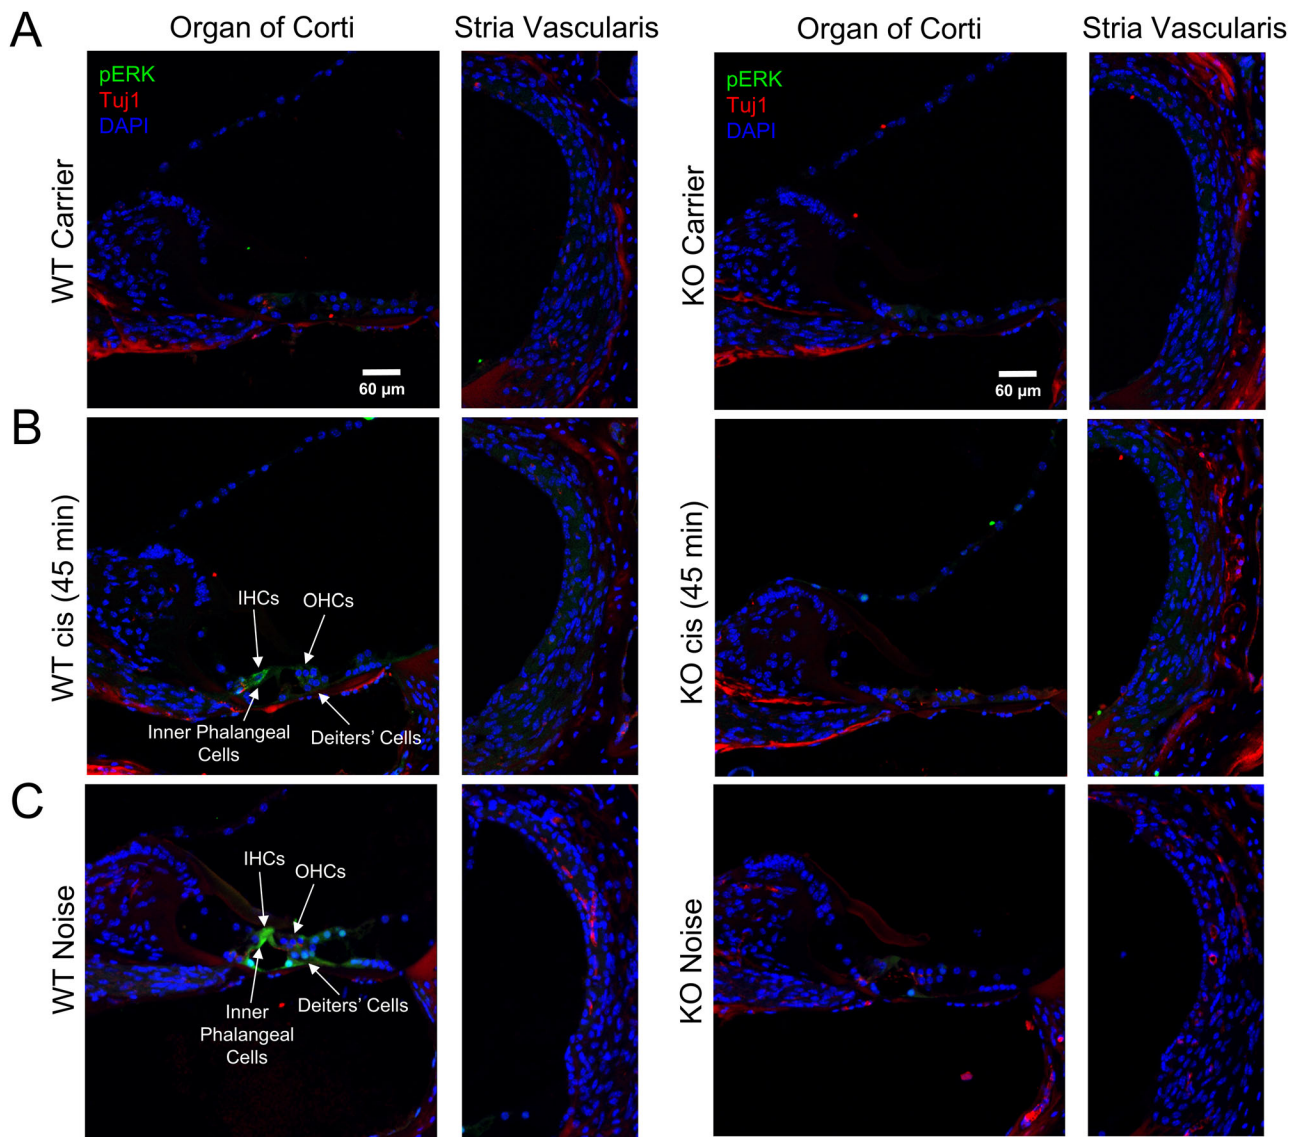 A
Organ of Corti
Stria Vascularis
Organ of Corti
Stria Vascularis
WT Carrier
pERK
Tuj1
DAPI
60 µm
KO Carrier
pERK
Tuj1
DAPI
60 µm
B
WT cis (45 min)
IHCs
OHCs
Inner Phalangeal
Cells
Deiters' Cells
KO cis (45 min)
C
WT Noise
IHCs
OHCs
Deiters' Cells
Inner
Phalangeal
Cells
KO Noise